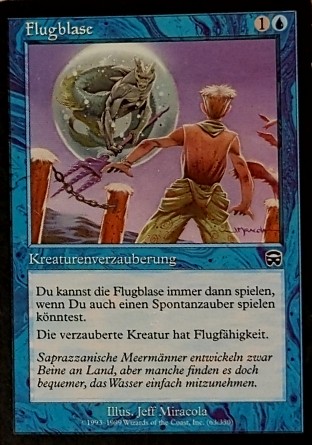 Flugblase 1
Kreaturenverzauberung
Du kannst die Flugblase immer dann spielen,
wenn Du auch einen Spontanzauber spielen
könntest.
Die verzauberte Kreatur hat Flugfähigkeit.
Saprazzanische Meermänner entwickeln zwar
Beine an Land, aber manche finden es doch
bequemer, das Wasser einfach mitzunehmen.
Illus. Jeff Miracola
© 1993-1999 Wizards of the Coast, Inc. 63/330